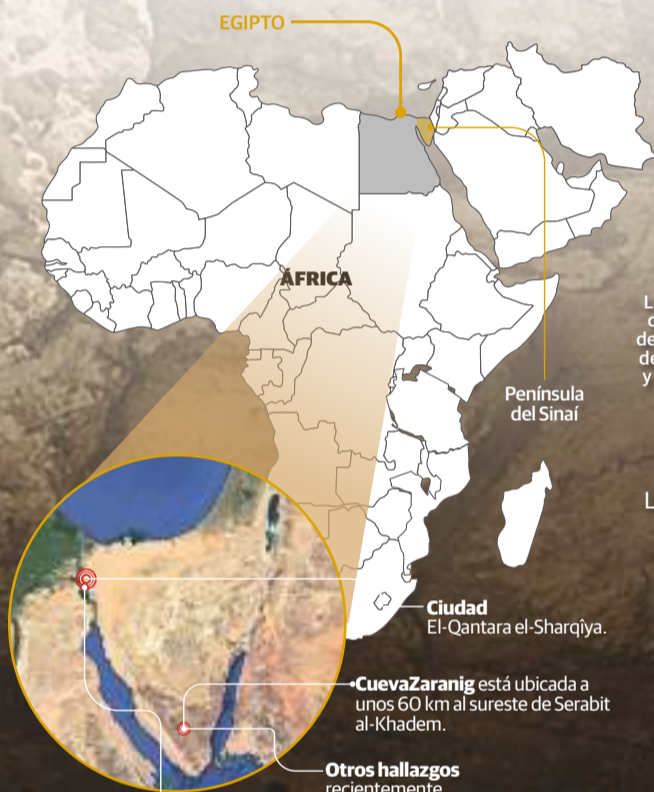 EGIPTO
ÁFRICA
Península
del Sinaí
Ciudad
El-Qantara el-Sharqîya.
CuevaZaranig está ubicada a
unos 60 km al sureste de Serabit
al-Khadem.
Otros hallazgos
recientemente